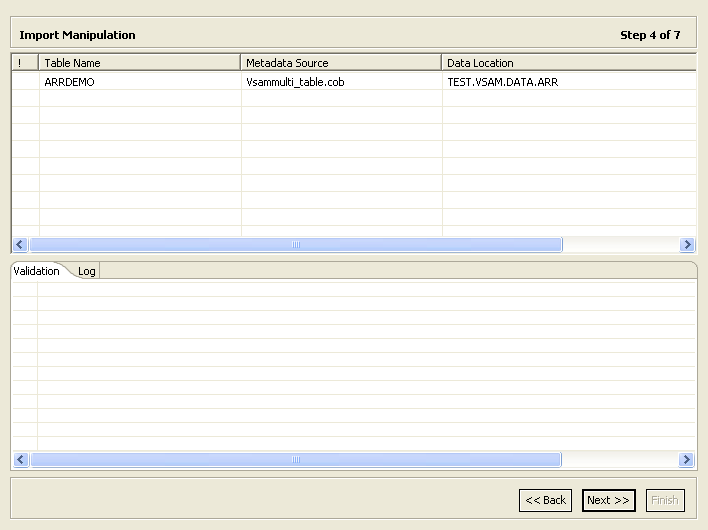 Import Manipulation Step 4 of 7
! Table Name Metadata Source Data Location
ARRDEMO Vsammulti_table.cob TEST.VSAM.DATA.ARR
Validation Log
<< Back Next >> Finish